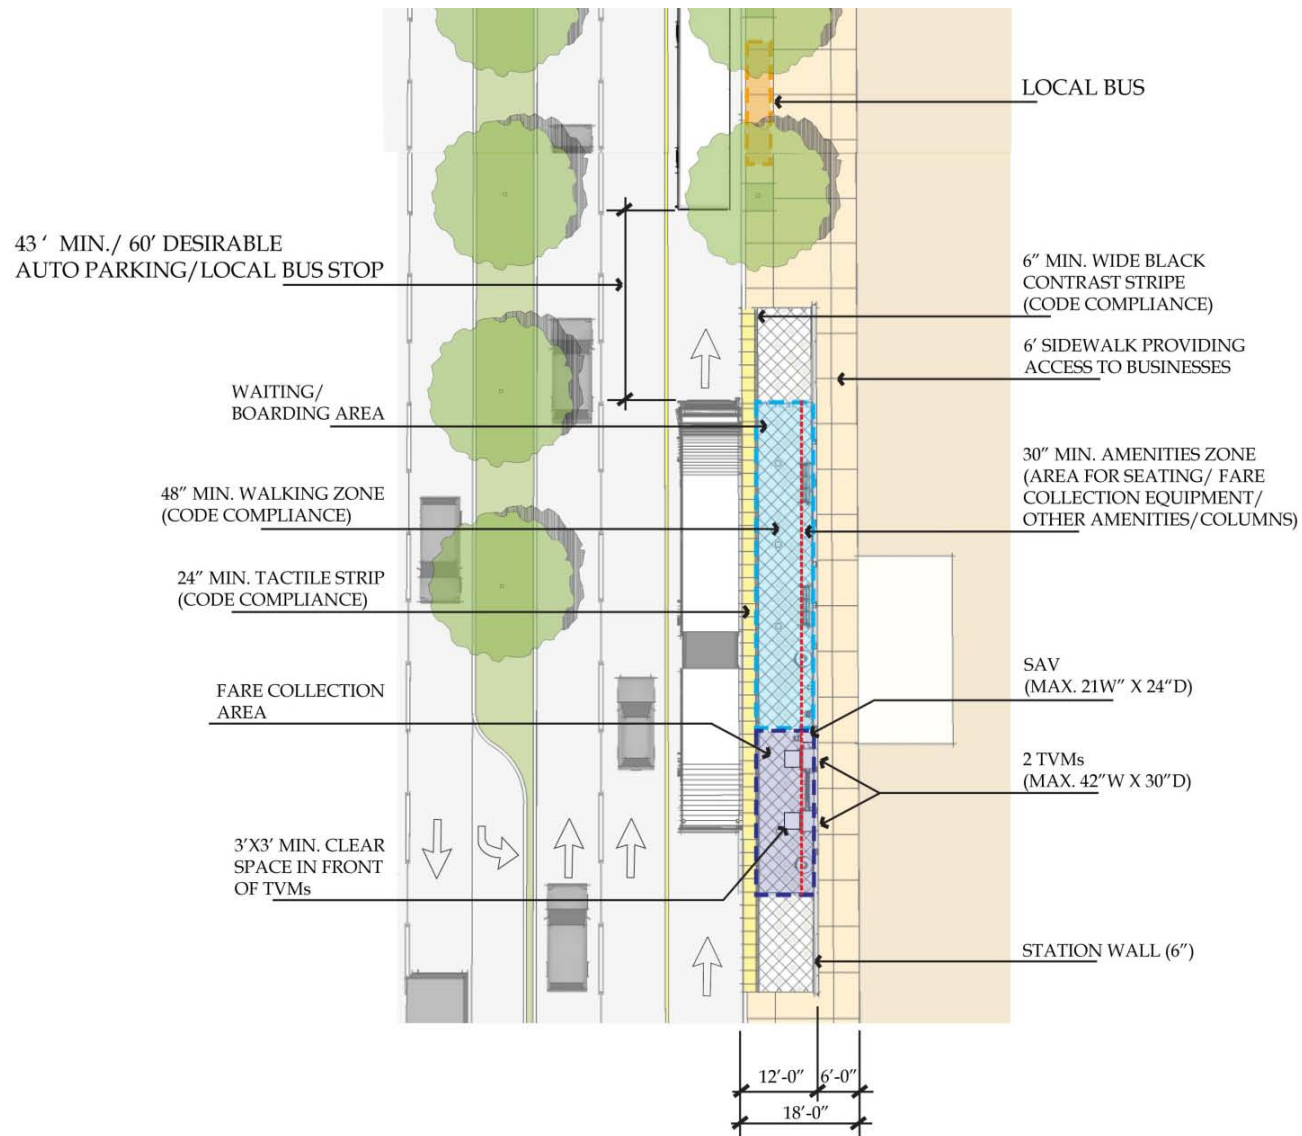 LOCAL BUS
43 ‘ MIN./ 60’ DESIRABLE
AUTO PARKING/LOCAL BUS STOP
6” MIN. WIDE BLACK
CONTRAST STRIPE
(CODE COMPLIANCE)
6’ SIDEWALK PROVIDING
ACCESS TO BUSINESSES
WAITING/
BOARDING AREA
30” MIN. AMENITIES ZONE
(AREA FOR SEATING/ FARE
COLLECTION EQUIPMENT/
OTHER AMENITIES/COLUMNS)
48” MIN. WALKING ZONE
(CODE COMPLIANCE)
24” MIN. TACTILE STRIP
(CODE COMPLIANCE)
SAV
(MAX. 21W” X 24“D)
FARE COLLECTION
AREA
2 TVMs
(MAX. 42”W X 30”D)
3’X3’ MIN. CLEAR
SPACE IN FRONT
OF TVMs
STATION WALL (6”)
12’-0”
6’-0”
18’-0”